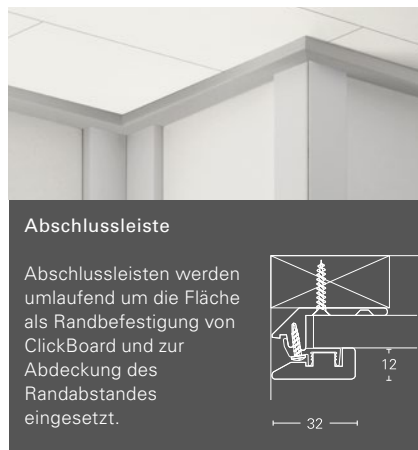 Abschlussleiste
Abschlussleisten werden
umlaufend um die Fläche
als Randbefestigung von
ClickBoard und zur
Abdeckung des
Randabstandes
eingesetzt.
12
32